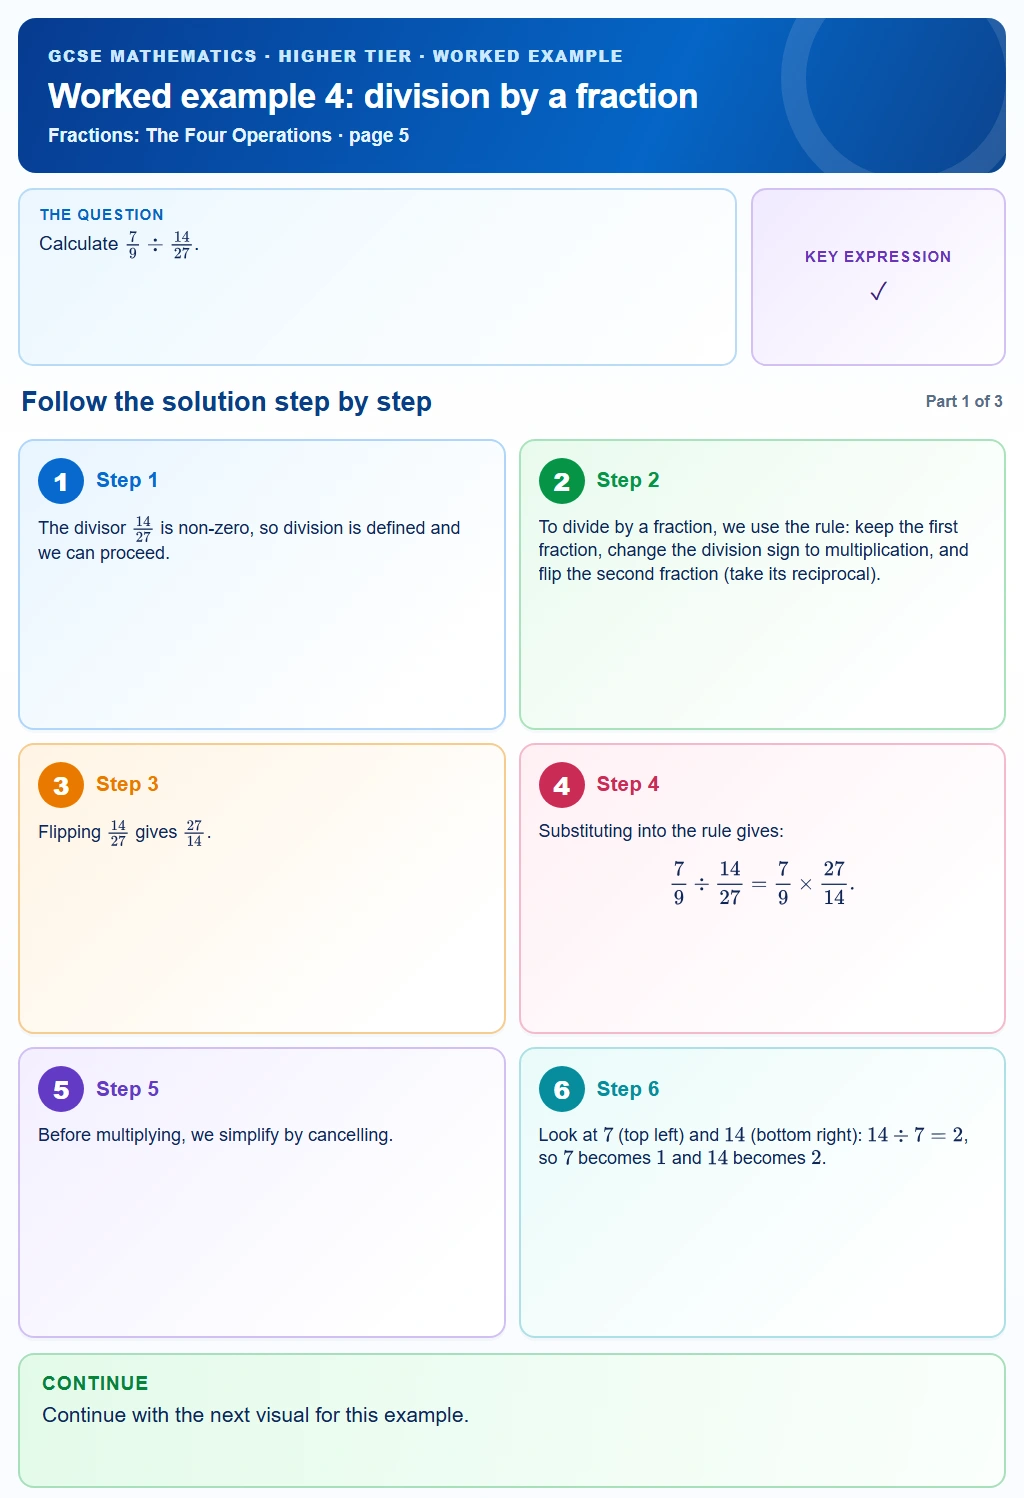 GCSE MATHEMATICS · HIGHER TIER · WORKED EXAMPLE
Worked example 4: division by a fraction
Fractions: The Four Operations · page 5
THE QUESTION
Calculate 7/9 ÷ 14/27.
KEY EXPRESSION
✓
Follow the solution step by step
Part 1 of 3
1 Step 1
The divisor 14/27 is non-zero, so division is defined and
we can proceed.
2 Step 2
To divide by a fraction, we use the rule: keep the first
fraction, change the division sign to multiplication, and
flip the second fraction (take its reciprocal).
3 Step 3
Flipping 14/27 gives 27/14.
4 Step 4
Substituting into the rule gives:
7/9 ÷ 14/27 = 7/9 × 27/14.
5 Step 5
Before multiplying, we simplify by cancelling.
6 Step 6
Look at 7 (top left) and 14 (bottom right): 14 ÷ 7 = 2,
so 7 becomes 1 and 14 becomes 2.
CONTINUE
Continue with the next visual for this example.